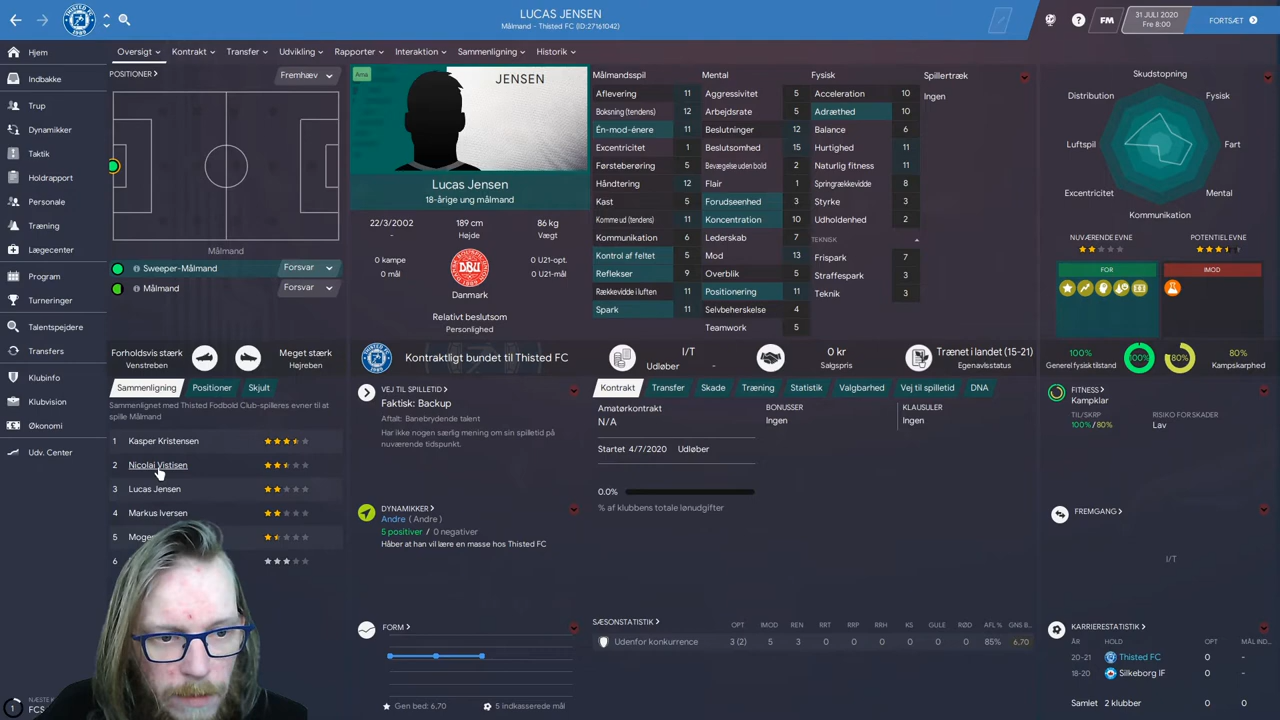 LUCAS JENSEN
Målmand - Thisted FC (ID:27161042)
FM
31 JULI 2020
Fre 8:00
FORTSÆT
Hjem
Indbakke
Trup
Dynamikker
Taktik
Holdrapport
Personale
Træning
Lægecenter
Program
Turneringer
Talentspejdere
Transfers
Klubinfo
Klubvision
Økonomi
Udv. Center
Oversigt
Kontrakt
Transfer
Udvikling
Rapporter
Interaktion
Sammenligning
Historik
POSITIONER
Fremhæv
Målmand
Sweeper-Målmand
Forsvar
Målmand
Forsvar
Ama
JENSEN
Lucas Jensen
18-årige ung målmand
22/3/2002
-
189 cm
Højde
86 kg
Vægt
0 kampe
0 mål
DBU
0 U21-opt.
0 U21-mål
Danmark
Relativt beslutsom
Personlighed
Målmandsspil
Aflevering 11
Boksning (tendens) 12
Én-mod-énere 11
Excentricitet 1
Førsteberøring 5
Håndtering 12
Kast 5
Komme ud (tendens) 11
Kommunikation 6
Kontrol af feltet 5
Reflekser 9
Rækkevidde i luften 11
Spark 11
Mental
Aggressivitet 5
Arbejdsrate 5
Beslutninger 12
Beslutsomhed 15
Bevægelse uden bold 2
Flair 1
Forudseenhed 3
Koncentration 10
Lederskab 7
Mod 13
Overblik 5
Positionering 11
Selvbeherskelse 4
Teamwork 5
Fysisk
Acceleration 10
Adræthed 10
Balance 6
Hurtighed 11
Naturlig fitness 11
Springrækkevidde 8
Styrke 3
Udholdenhed 2
TEKNISK
Frispark 7
Straffespark 3
Teknik 3
Spillertræk
Ingen
Skudstopning
Distribution
Fysisk
Luftspil
Fart
Excentricitet
Mental
Kommunikation
NUVÆRENDE EVNE
POTENTIEL EVNE
FOR
IMOD
Forholdsvis stærk
Venstreben
Meget stærk
Højreben
Kontraktligt bundet til Thisted FC
I/T
Udløber -
0 kr
Salgspris
Trænet i landet (15-21)
Egenavlsstatus
100%
Generel fysisk tilstand
100%
80%
80%
Kampskarphed
Sammenligning
Positioner
Skjult
Sammenlignet med Thisted Fodbold Club-spilleres evner til at
spille Målmand
1 Kasper Kristensen
2 Nicolai Vistisen
3 Lucas Jensen
4 Markus Iversen
5
6
VEJ TIL SPILLETID
Faktisk: Backup
Aftalt: Banebrydende talent
Har ikke nogen særlig mening om sin spilletid på
nuværende tidspunkt.
DYNAMIKKER
Andre ( Andre )
5 positiver / 0 negativer
Håber at han vil lære en masse hos Thisted FC
FORM
Gen bed: 6,70
5 indkasserede mål
Kontrakt
Transfer
Skade
Træning
Statistik
Valgbarhed
Vej til spilletid
DNA
Amatørkontrakt
N/A
Startet 4/7/2020
Udløber
BONUSSER
Ingen
KLAUSULER
Ingen
0.0%
% af klubbens totale lønudgifter
SÆSONSTATISTIK
OPT IMOD REN RRT RRP RRH KS GULE RØD AFL % GNS B...
Udenfor konkurrence 3 (2) 5 3 0 0 0 0 0 0 85% 6,70
FITNESS
Kampklar
TIL/SKRP
100%/ 80%
RISIKO FOR SKADER
Lav
FREMGANG
I/T
KARRIERESTATISTIK
ÅR HOLD OPT MÅL IND...
20-21 Thisted FC 0 -
18-20 Silkeborg IF 0 -
Samlet 2 klubber 0 0
1